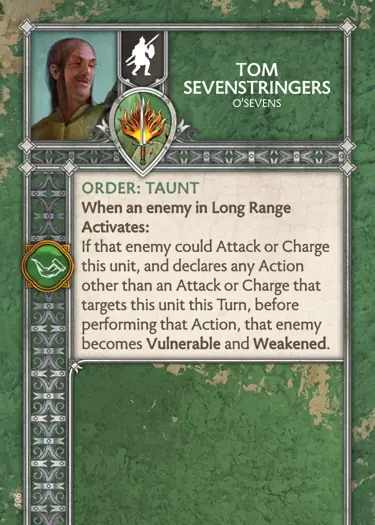 TOM
SEVENSTRINGERS
O'SEVENS
ORDER: TAUNT
When an enemy in Long Range
Activates:
If that enemy could Attack or Charge
this unit, and declares any Action
other than an Attack or Charge that
targets this unit this Turn, before
performing that Action, that enemy
becomes Vulnerable and Weakened.
S06